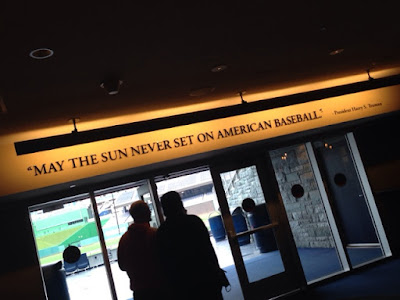 "MAY THE SUN NEVER SET ON AMERICAN BASEBALL."
- President Harry S. Truman